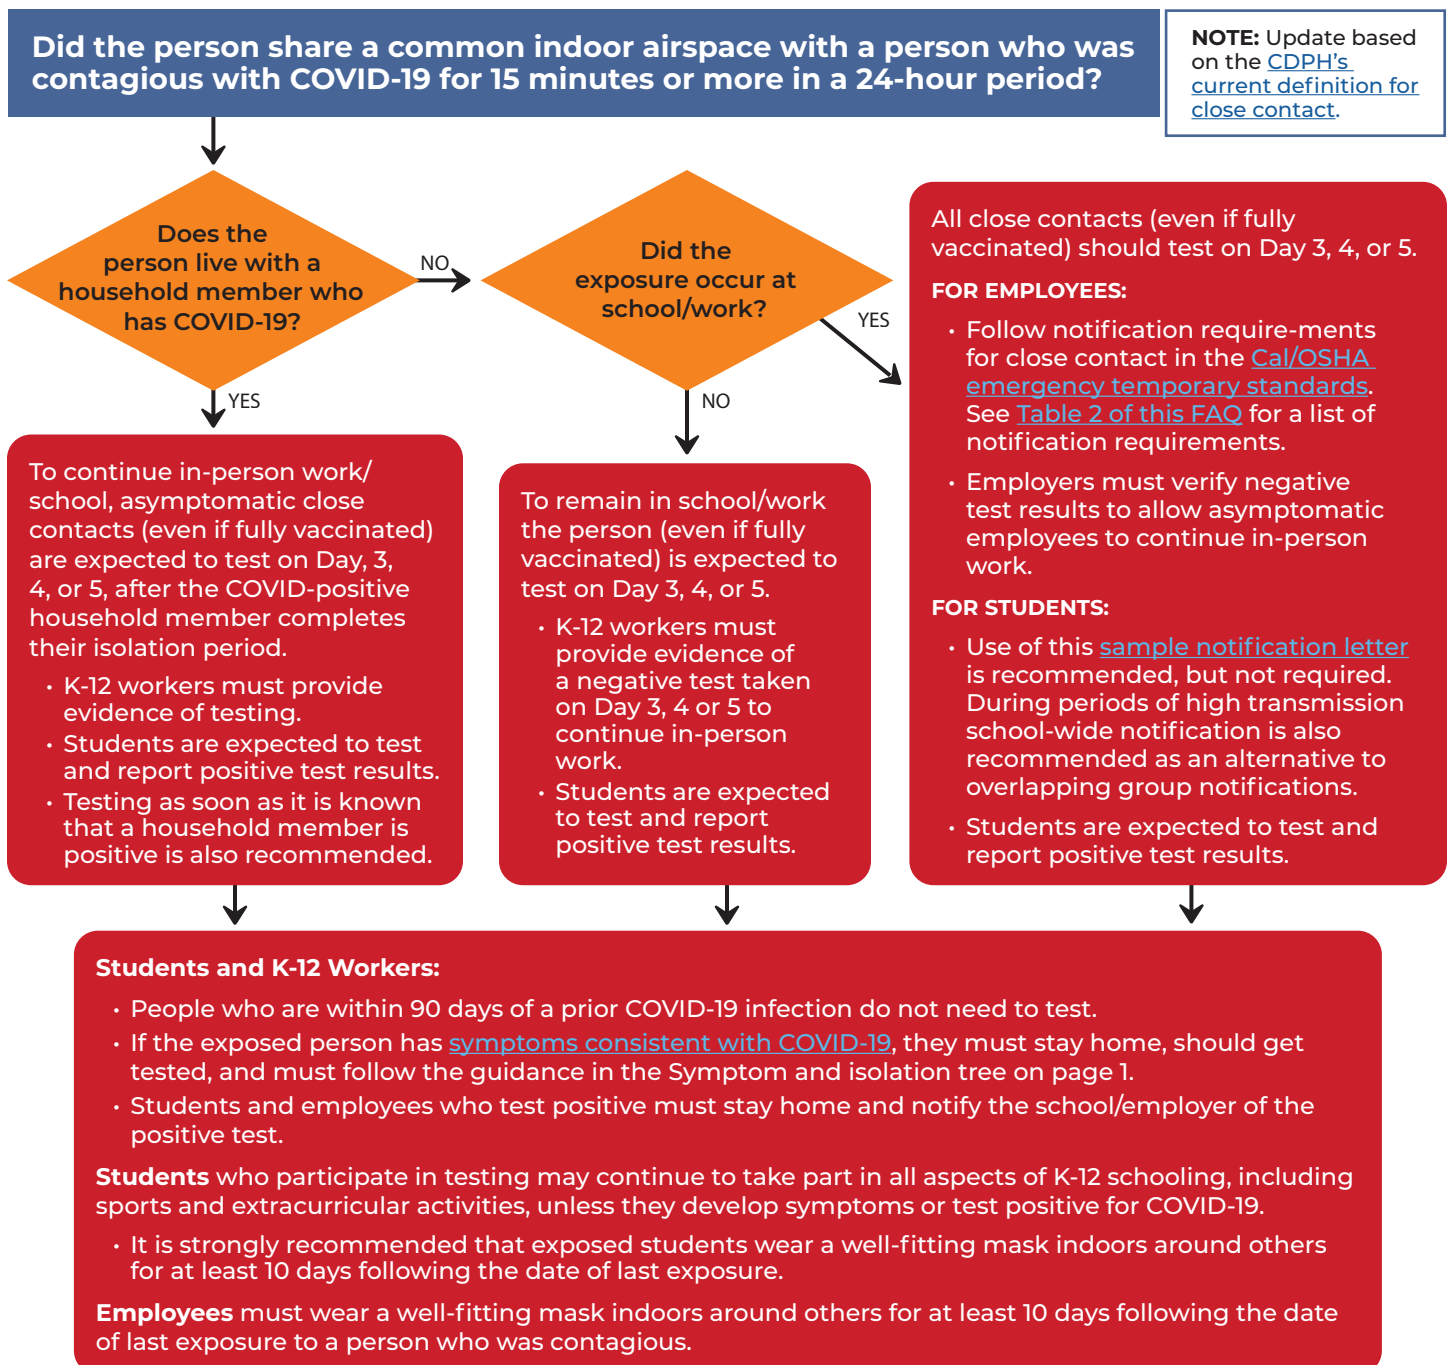 Did the person share a common indoor airspace with a person who was
contagious with COVID-19 for 15 minutes or more in a 24-hour period?
NOTE: Update based
on the CDPH's
current definition for
close contact.
Does the
person live with a
household member who
has COVID-19?
NO
Did the
exposure occur at
school/work?
YES
YES
NO
To continue in-person work/
school, asymptomatic close
contacts (even if fully vaccinated)
are expected to test on Day, 3,
4, or 5, after the COVID-positive
household member completes
their isolation period.
• K-12 workers must provide
evidence of testing.
• Students are expected to test
and report positive test results.
• Testing as soon as it is known
that a household member is
positive is also recommended.
To remain in school/work
the person (even if fully
vaccinated) is expected to
test on Day 3, 4, or 5.
• K-12 workers must
provide evidence of
a negative test taken
on Day 3, 4 or 5 to
continue in-person
work.
• Students are expected
to test and report
positive test results.
All close contacts (even if fully
vaccinated) should test on Day 3, 4, or 5.
FOR EMPLOYEES:
• Follow notification require-ments
for close contact in the Cal/OSHA
emergency temporary standards.
See Table 2 of this FAQ for a list of
notification requirements.
• Employers must verify negative
test results to allow asymptomatic
employees to continue in-person
work.
FOR STUDENTS:
• Use of this sample notification letter
is recommended, but not required.
During periods of high transmission
school-wide notification is also
recommended as an alternative to
overlapping group notifications.
• Students are expected to test and
report positive test results.
Students and K-12 Workers:
• People who are within 90 days of a prior COVID-19 infection do not need to test.
• If the exposed person has symptoms consistent with COVID-19, they must stay home, should get
tested, and must follow the guidance in the Symptom and isolation tree on page 1.
• Students and employees who test positive must stay home and notify the school/employer of the
positive test.
Students who participate in testing may continue to take part in all aspects of K-12 schooling, including
sports and extracurricular activities, unless they develop symptoms or test positive for COVID-19.
• It is strongly recommended that exposed students wear a well-fitting mask indoors around others
for at least 10 days following the date of last exposure.
Employees must wear a well-fitting mask indoors around others for at least 10 days following the date
of last exposure to a person who was contagious.